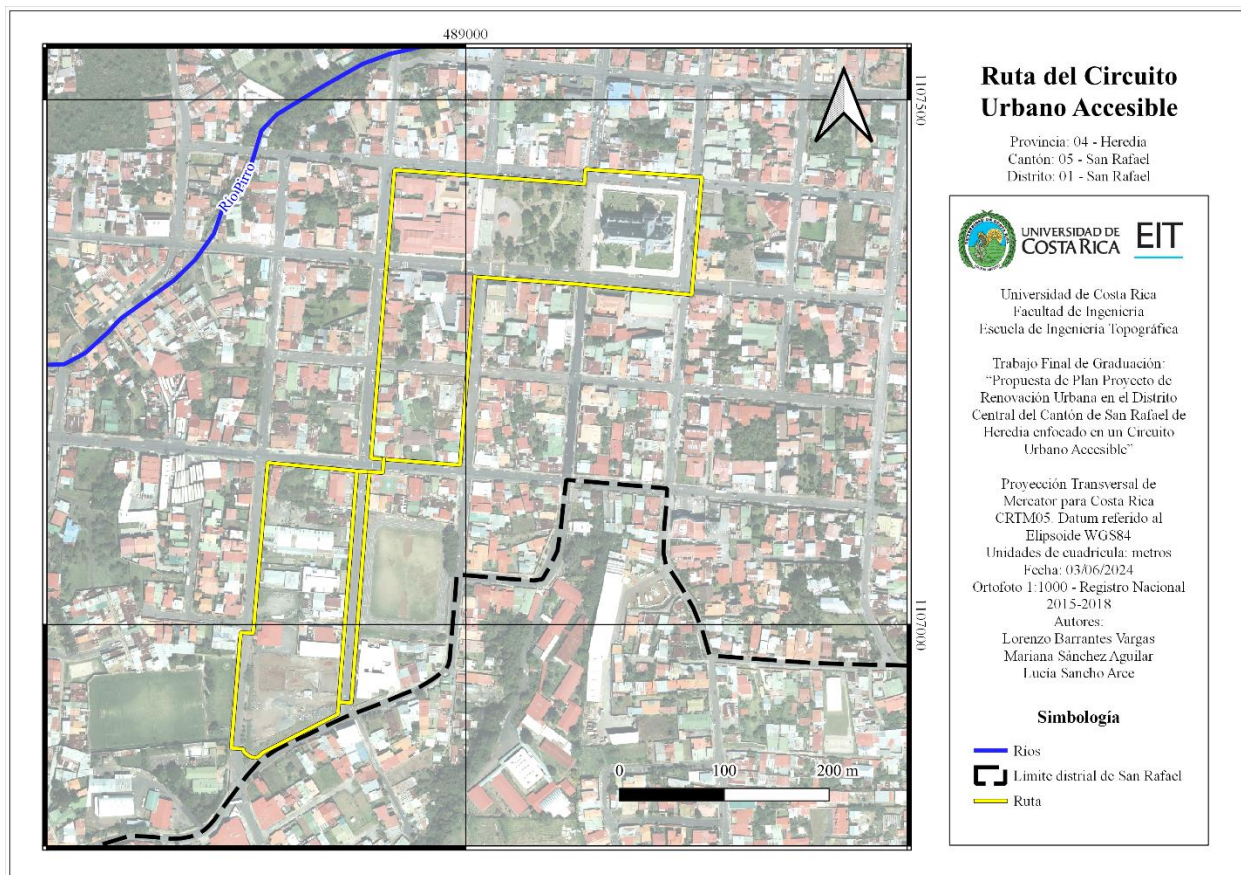 489000
1107500
1107000
Río Pirro
0 100 200 m
Ruta del Circuito
Urbano Accesible
Provincia: 04 - Heredia
Cantón: 05 - San Rafael
Distrito: 01 - San Rafael
UNIVERSIDAD DE
COSTA RICA
EIT
Universidad de Costa Rica
Facultad de Ingeniería
Escuela de Ingeniería Topográfica
Trabajo Final de Graduación:
“Propuesta de Plan Proyecto de
Renovación Urbana en el Distrito
Central del Cantón de San Rafael de
Heredia enfocado en un Circuito
Urbano Accesible”
Proyección Transversal de
Mercator para Costa Rica
CRTM05. Datum referido al
Elipsoide WGS84
Unidades de cuadrícula: metros
Fecha: 03/06/2024
Ortofoto 1:1000 - Registro Nacional
2015-2018
Autores:
Lorenzo Barrantes Vargas
Mariana Sánchez Aguilar
Lucía Sancho Arce
Simbología
Ríos
Límite distrital de San Rafael
Ruta